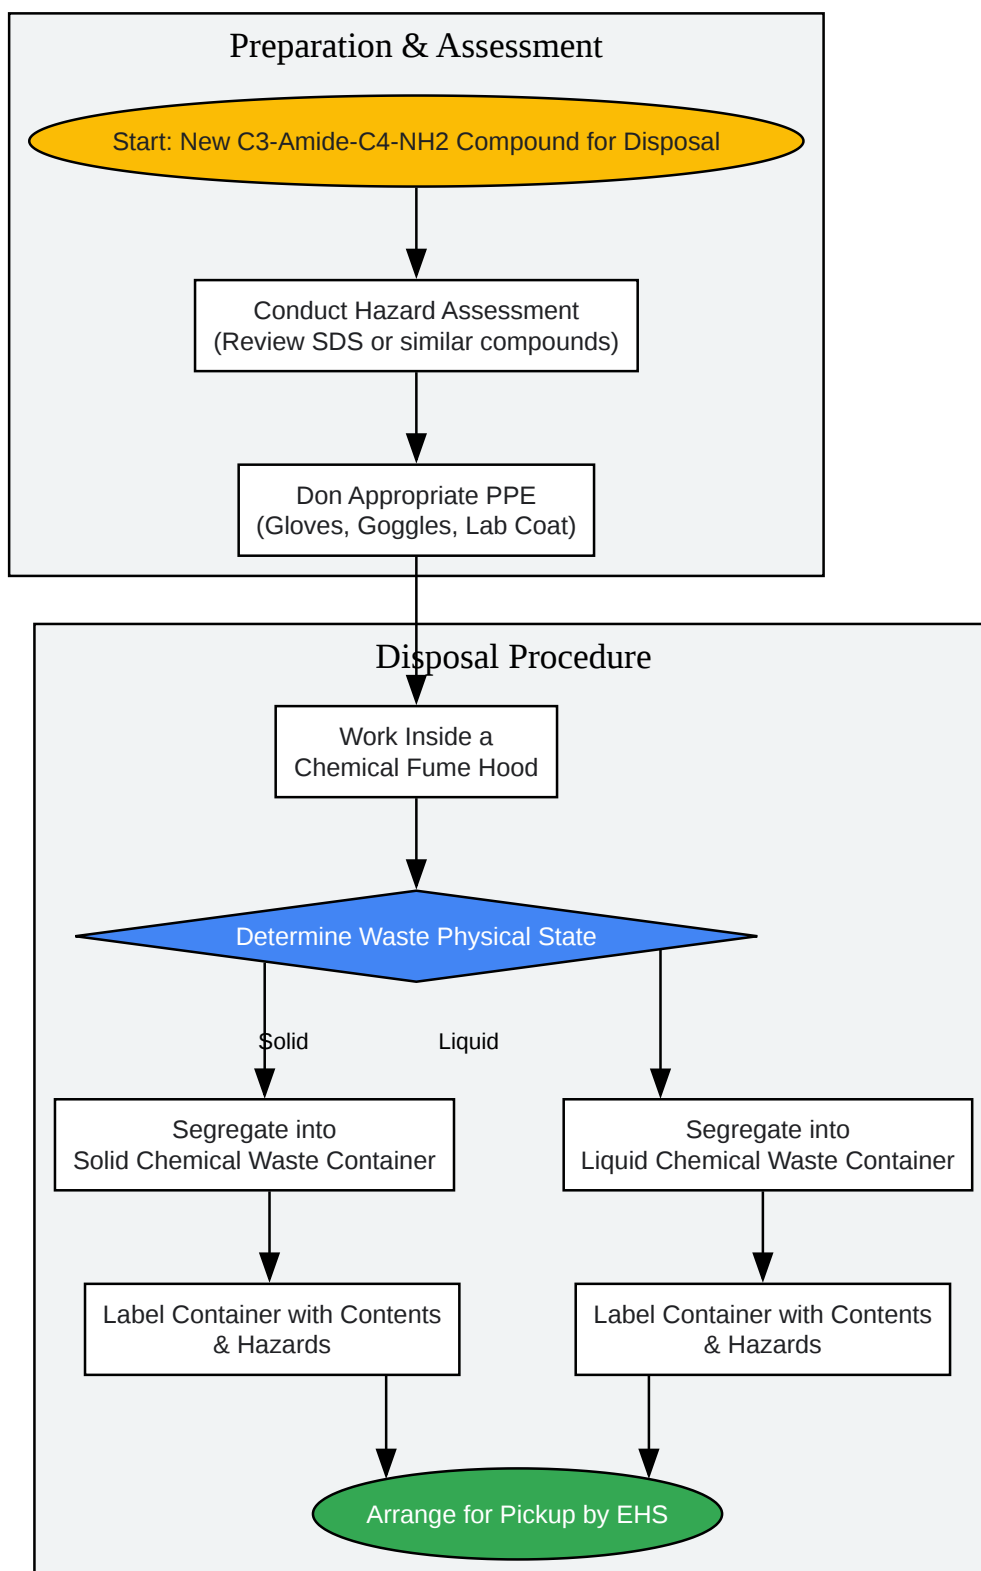 Preparation & Assessment
Start: New C3-Amide-C4-NH2 Compound for Disposal
Conduct Hazard Assessment
(Review SDS or similar compounds)
Don Appropriate PPE
(Gloves, Goggles, Lab Coat)
Disposal Procedure
Work Inside a
Chemical Fume Hood
Determine Waste Physical State
Solid
Liquid
Segregate into
Solid Chemical Waste Container
Segregate into
Liquid Chemical Waste Container
Label Container with Contents
& Hazards
Label Container with Contents
& Hazards
Arrange for Pickup by EHS